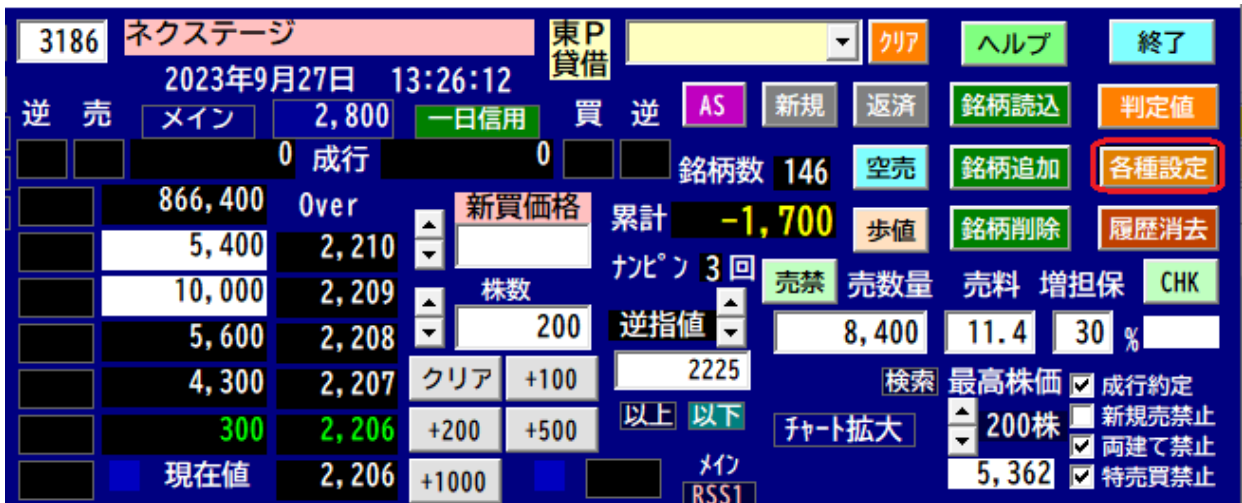 3186 ネクステージ 東P 貸借 クリア ヘルプ 終了
2023年9月27日 13:26:12
逆 売 メイン 2,800 一日信用 買 逆 AS 新規 返済 銘柄読込 判定値
0 成行 0 銘柄数 146 空売 銘柄追加 各種設定
866,400 Over 新買価格 累計 -1,700 歩値 銘柄削除 履歴消去
5,400 2,210
ナンピン 3 回 売禁 売数量 売料 増担保 CHK
10,000 2,209 株数
5,600 2,208 200 逆指値 8,400 11.4 30 %
4,300 2,207 クリア +100 2225 検索 最高株価 成行約定
300 2,206 +200 +500 以上 以下 チャート拡大 200株 新規売禁止
両建て禁止
現在値 2,206 +1000 メイン 5,362 特売買禁止
RSS1